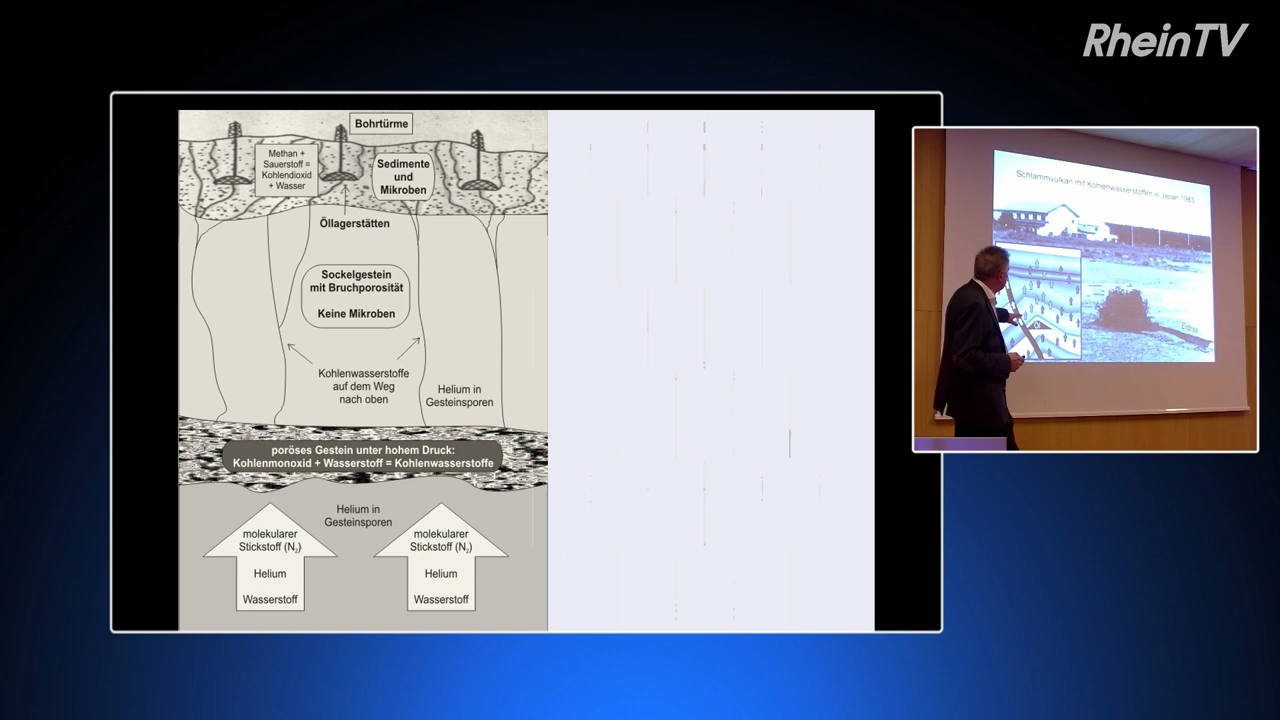 RheinTV
Bohrtürme
Methan +
Sauerstoff =
Kohlendioxid
+ Wasser
Sedimente
und
Mikroben
Öllagerstätten
Sockelgestein
mit Bruchporosität
Keine Mikroben
Kohlenwasserstoffe
auf dem Weg
nach oben
Helium in
Gesteinsporen
poröses Gestein unter hohem Druck:
Kohlenmonoxid + Wasserstoff = Kohlenwasserstoffe
Helium in
Gesteinsporen
molekularer
Stickstoff (N₂)
Helium
Wasserstoff
molekularer
Stickstoff (N₂)
Helium
Wasserstoff
Schlammvulkan mit Kohlenwasserstoffen in Japan 1983